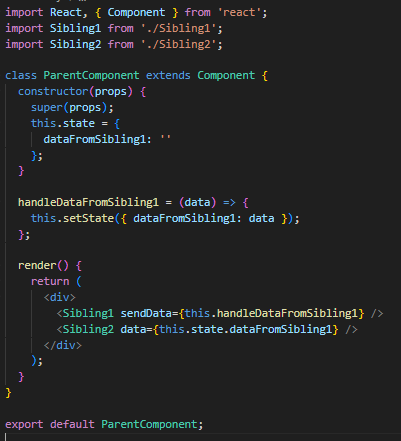 import React, { Component } from 'react';
import Sibling1 from './Sibling1';
import Sibling2 from './Sibling2';

class ParentComponent extends Component {
  constructor(props) {
    super(props);
    this.state = {
      dataFromSibling1: ''
    };
  }

  handleDataFromSibling1 = (data) => {
    this.setState({ dataFromSibling1: data });
  };

  render() {
    return (
      <div>
        <Sibling1 sendData={this.handleDataFromSibling1} />
        <Sibling2 data={this.state.dataFromSibling1} />
      </div>
    );
  }
}

export default ParentComponent;